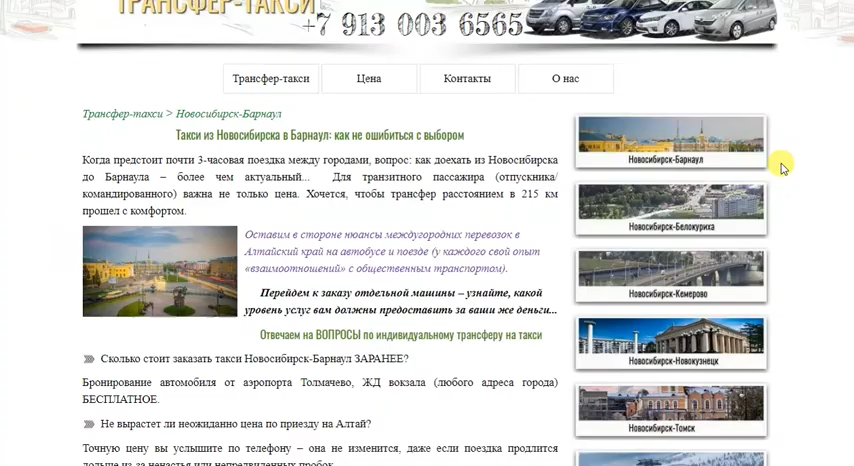 ТРАНСФЕР-ТАКСИ
+7 913 003 6565
Трансфер-такси
Цена
Контакты
О нас
Трансфер-такси > Новосибирск-Барнаул
Такси из Новосибирска в Барнаул: как не ошибиться с выбором
Когда предстоит почти 3-часовая поездка между городами, вопрос: как доехать из Новосибирска
до Барнаула – более чем актуальный... Для транзитного пассажира (отпускника/
командированного) важна не только цена. Хочется, чтобы трансфер расстоянием в 215 км
прошел с комфортом.
Оставим в стороне нюансы междугородних перевозок в
Алтайский край на автобусе и поезде (у каждого свой опыт
«взаимоотношений» с общественным транспортом).
Перейдем к заказу отдельной машины – узнайте, какой
уровень услуг вам должны предоставить за ваши же деньги...
Отвечаем на ВОПРОСЫ по индивидуальному трансферу на такси
Сколько стоит заказать такси Новосибирск-Барнаул ЗАРАНЕЕ?
Бронирование автомобиля от аэропорта Толмачево, ЖД вокзала (любого адреса города)
БЕСПЛАТНОЕ.
Не вырастет ли неожиданно цена по приезду на Алтай?
Точную цену вы услышите по телефону – она не изменится, даже если поездка продлится
дольше из-за ненастья или непредвиденных пробок
Новосибирск-Барнаул
Новосибирск-Белокуриха
Новосибирск-Кемерово
Новосибирск-Новокузнецк
Новосибирск-Томск